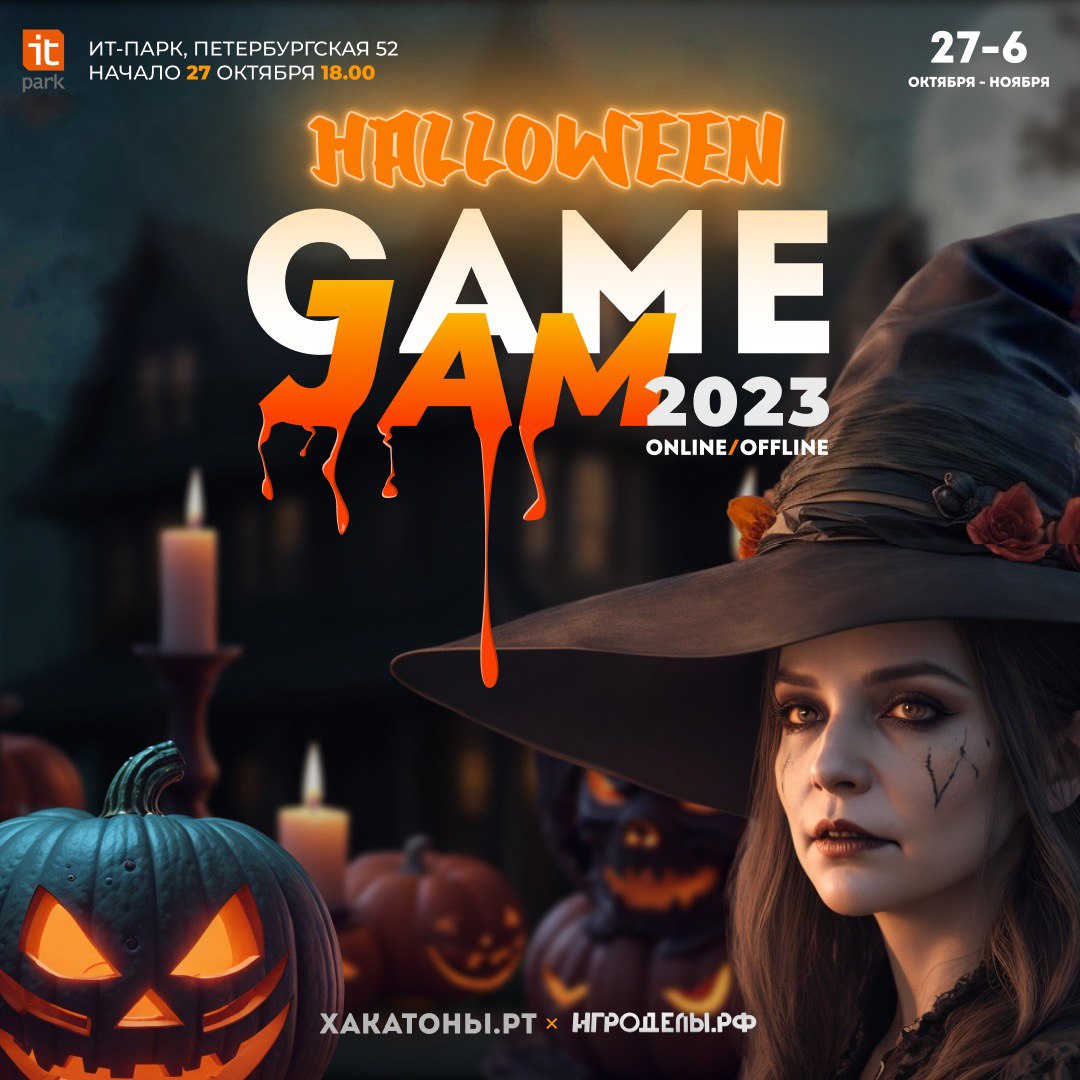 it
park
ИТ-ПАРК, ПЕТЕРБУРГСКАЯ 52
НАЧАЛО 27 ОКТЯБРЯ 18.00
27-6
ОКТЯБРЯ - НОЯБРЯ
HALLOWEEN
GAME
JAM
2023
ONLINE/OFFLINE
ХАКАТОНЫ.РТ × ИГРОДЕЛЫ.РФ